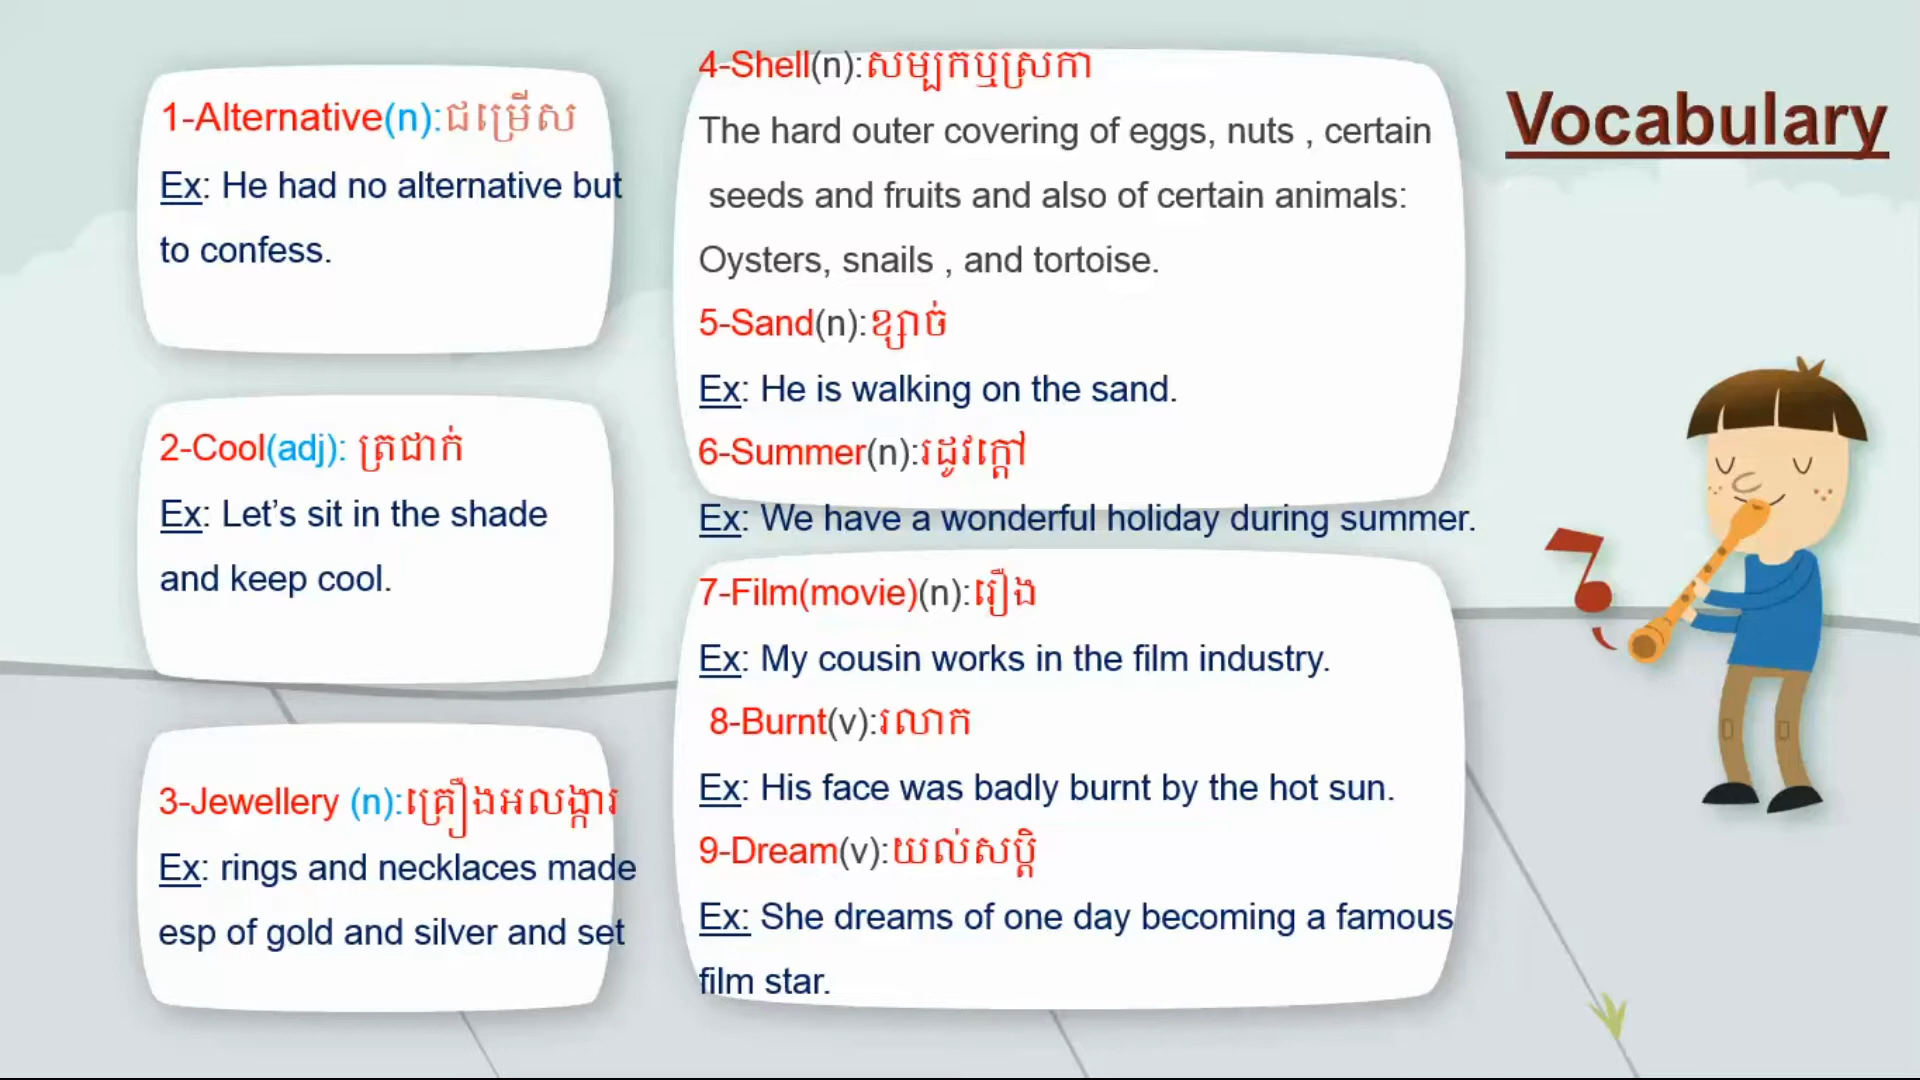 Vocabulary
1-Alternative(n):ជម្រើស
Ex: He had no alternative but
to confess.
2-Cool(adj): ត្រជាក់
Ex: Let’s sit in the shade
and keep cool.
3-Jewellery (n):គ្រឿងអលង្ការ
Ex: rings and necklaces made
esp of gold and silver and set
4-Shell(n):សម្បកឬស្រកា
The hard outer covering of eggs, nuts , certain
seeds and fruits and also of certain animals:
Oysters, snails , and tortoise.
5-Sand(n):ខ្សាច់
Ex: He is walking on the sand.
6-Summer(n):រដូវក្តៅ
Ex: We have a wonderful holiday during summer.
7-Film(movie)(n):រឿង
Ex: My cousin works in the film industry.
8-Burnt(v):រលាក
Ex: His face was badly burnt by the hot sun.
9-Dream(v):យល់សប្តិ
Ex: She dreams of one day becoming a famous
film star.